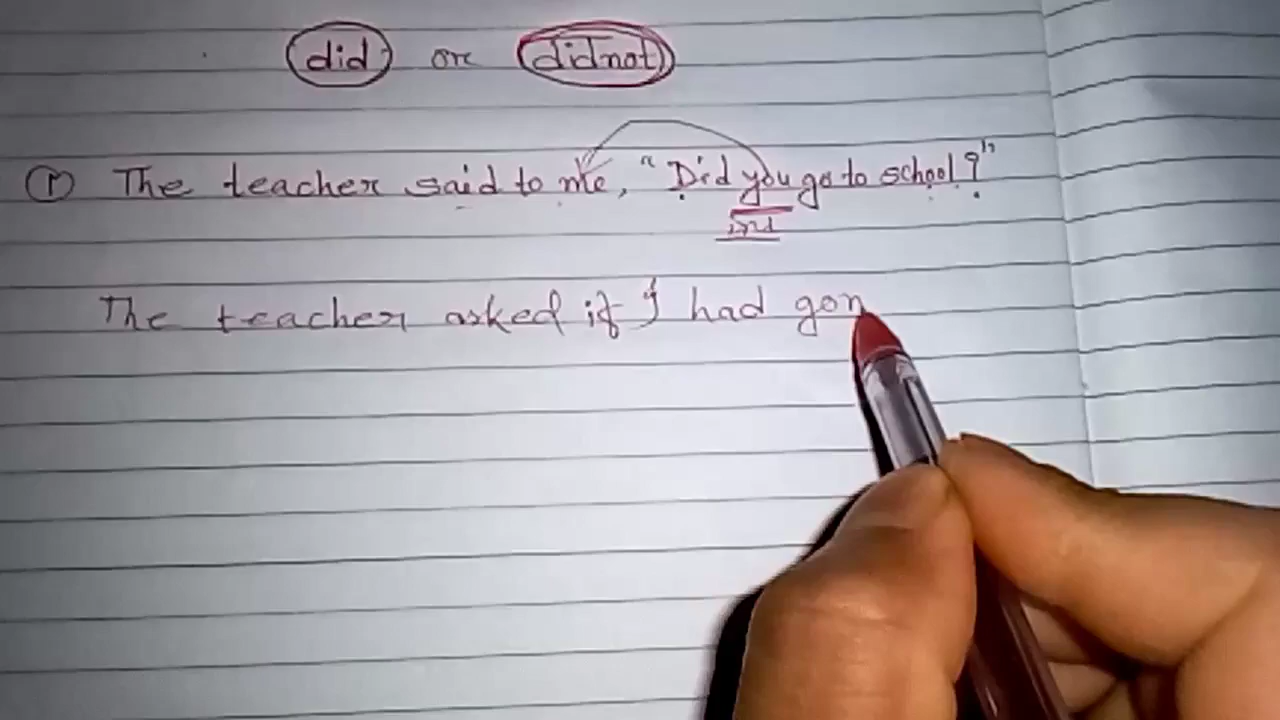 did or didnot
① The teacher said to me, "Did you go to school?"
The teacher asked if I had gon